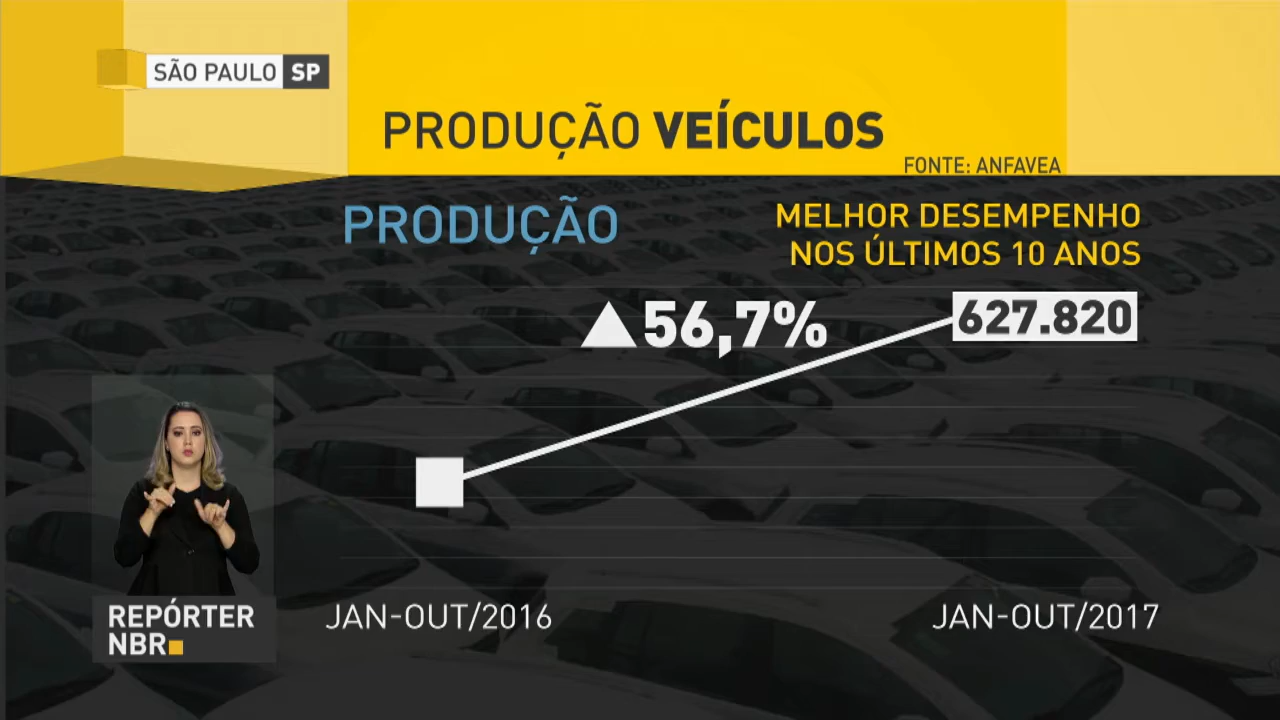 SÃO PAULO SP
PRODUÇÃO VEÍCULOS
FONTE: ANFAVEA
PRODUÇÃO
MELHOR DESEMPENHO
NOS ÚLTIMOS 10 ANOS
▲56,7%
627.820
REPÓRTER
NBR
JAN-OUT/2016
JAN-OUT/2017